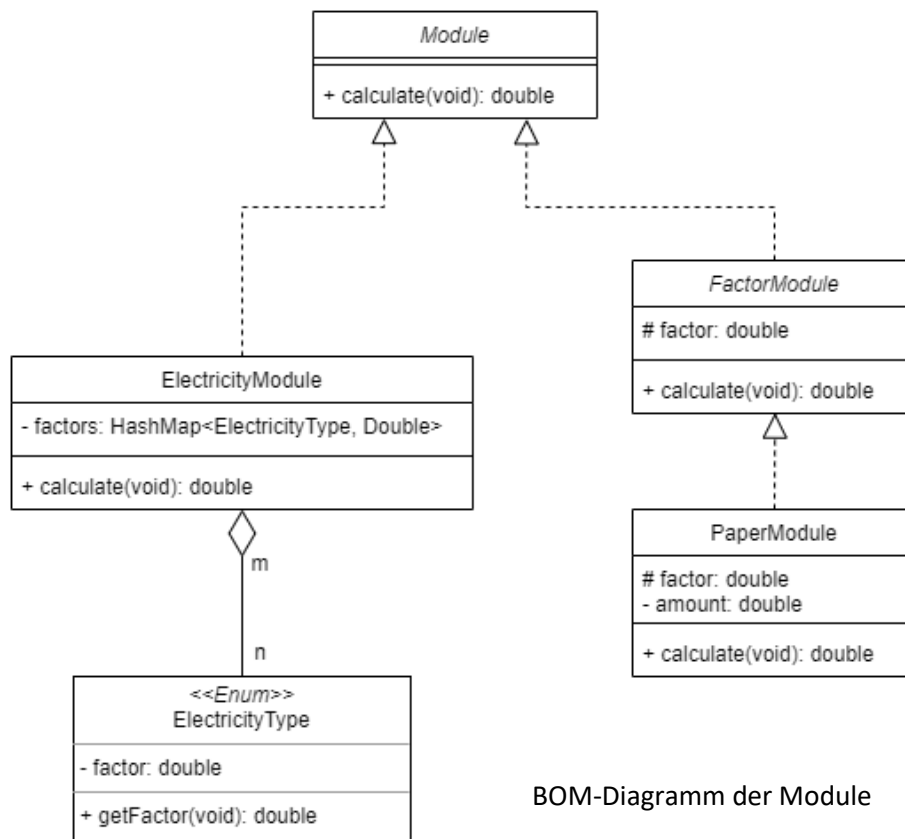 Module
+ calculate(void): double
FactorModule
# factor: double
+ calculate(void): double
ElectricityModule
- factors: HashMap<ElectricityType, Double>
+ calculate(void): double
PaperModule
# factor: double
- amount: double
+ calculate(void): double
m
n
<<Enum>>
ElectricityType
- factor: double
+ getFactor(void): double
BOM-Diagramm der Module